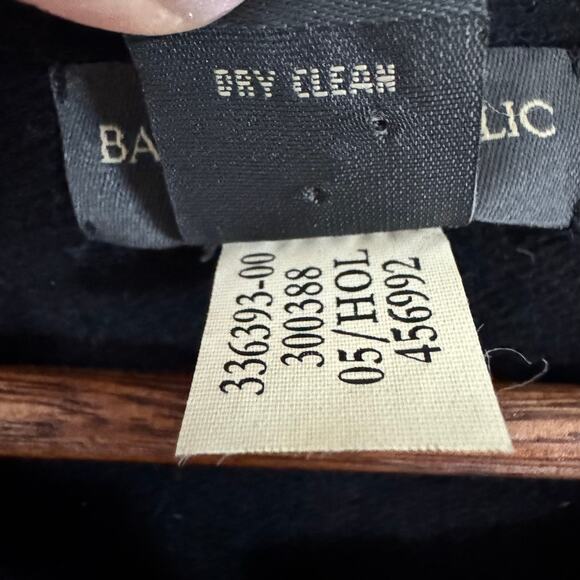 DRY CLEAN
BA LIC
336393-00
300388
05/HOL
456992